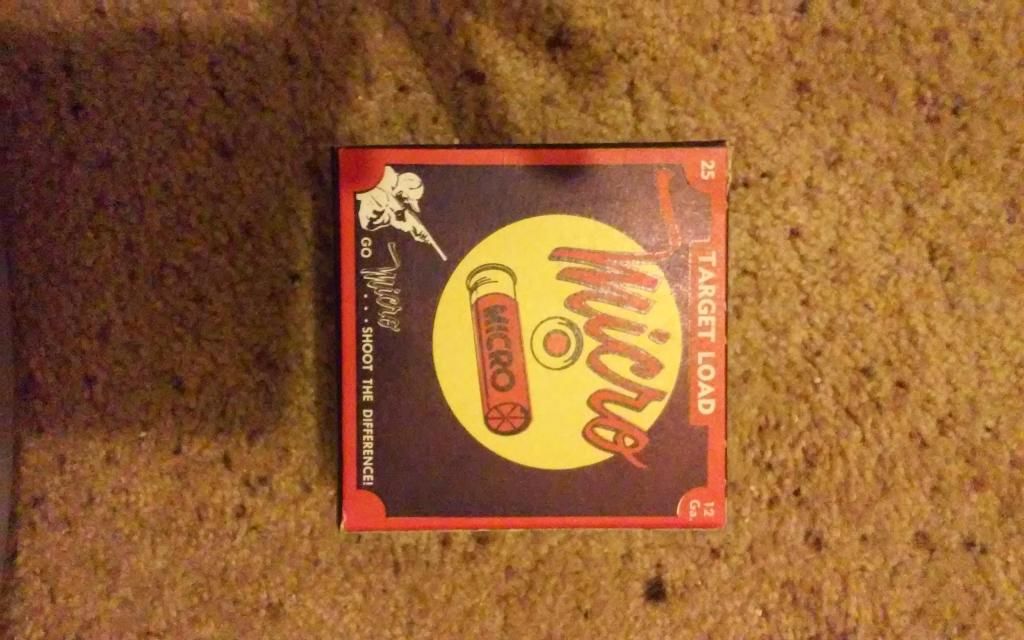 25 TARGET LOAD 12 Ga.
Micro
MICRO
GO Micro.... SHOOT THE DIFFERENCE!